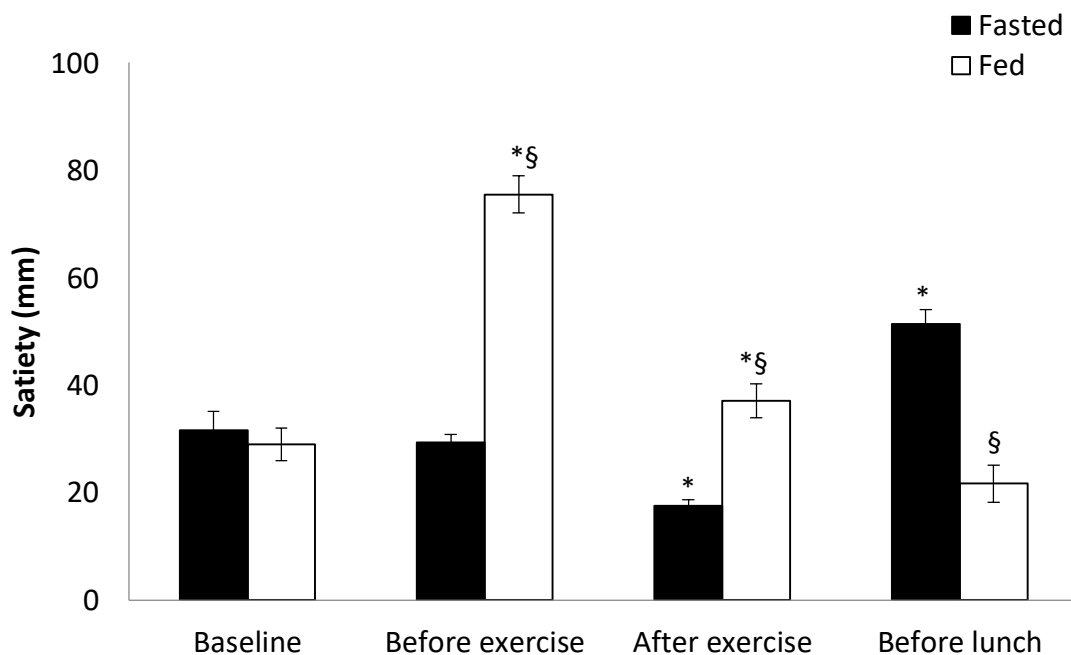 Fasted
Fed
100
80
60
40
20
0
Satiety (mm)
*§
*§
*
*
§
Baseline
Before exercise
After exercise
Before lunch